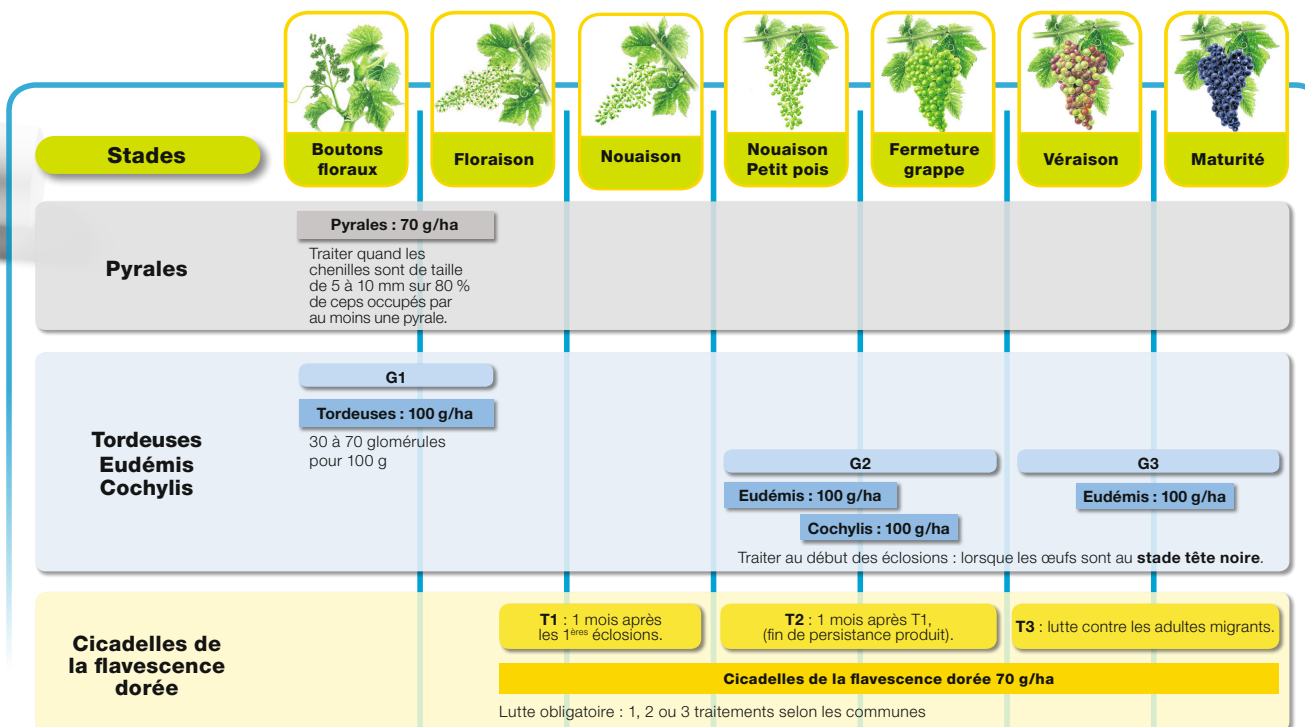 Stades
Boutons
floraux
Floraison
Nouaison
Nouaison
Petit pois
Fermeture
grappe
Véraison
Maturité
Pyrales
Pyrales : 70 g/ha
Traiter quand les
chenilles sont de taille
de 5 à 10 mm sur 80 %
de ceps occupés par
au moins une pyrale.
Tordeuses
Eudémis
Cochylis
G1
Tordeuses : 100 g/ha
30 à 70 glomérules
pour 100 g
G2
Eudémis : 100 g/ha
Cochylis : 100 g/ha
G3
Eudémis : 100 g/ha
Traiter au début des éclosions : lorsque les œufs sont au stade tête noire.
Cicadelles de
la flavescence
dorée
T1 : 1 mois après
les 1ères éclosions.
T2 : 1 mois après T1,
(fin de persistance produit).
T3 : lutte contre les adultes migrants.
Cicadelles de la flavescence dorée 70 g/ha
Lutte obligatoire : 1, 2 ou 3 traitements selon les communes